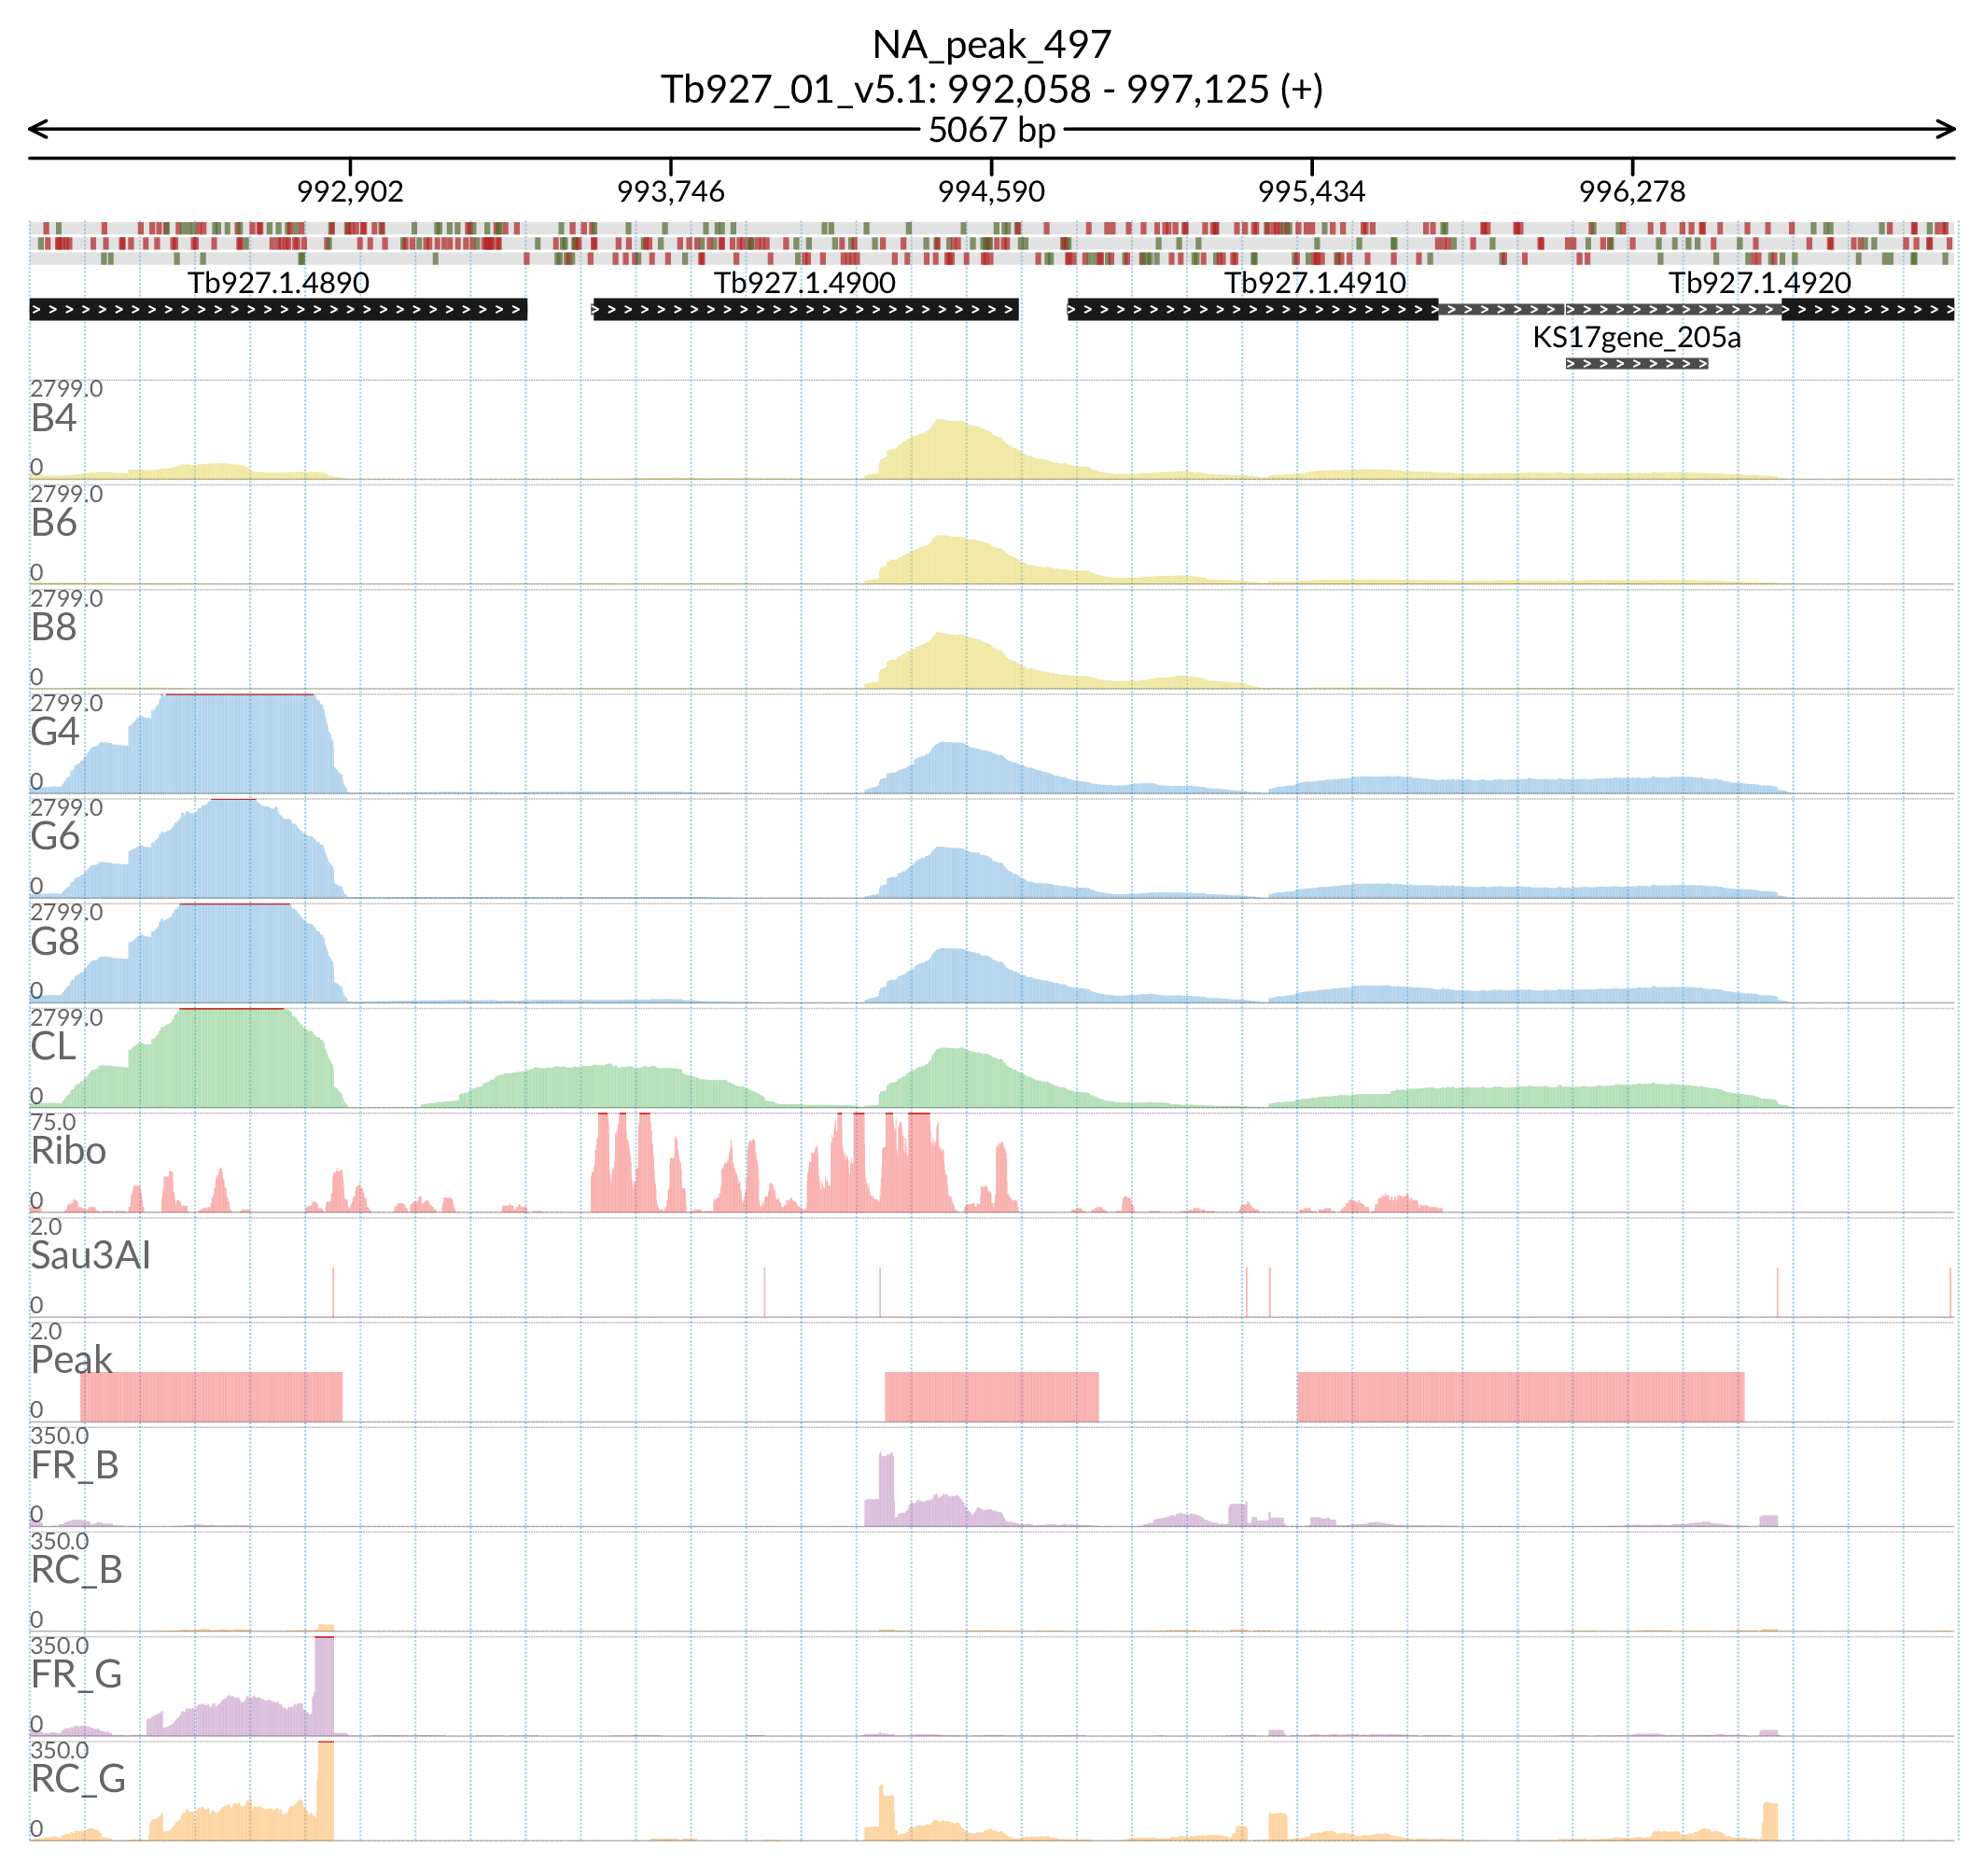 NA_peak_497
Tb927_01_v5.1: 992,058 - 997,125 (+)
5067 bp
992,902 993,746 994,590 995,434 996,278
Tb927.1.4890 Tb927.1.4900 Tb927.1.4910 Tb927.1.4920
KS17gene_205a
2799.0
B4
0
2799.0
B6
0
2799.0
B8
0
2799.0
G4
0
2799.0
G6
0
2799.0
G8
0
2799.0
CL
0
75.0
Ribo
0
2.0
Sau3AI
0
2.0
Peak
0
350.0
FR_B
0
350.0
RC_B
0
350.0
FR_G
0
350.0
RC_G
0